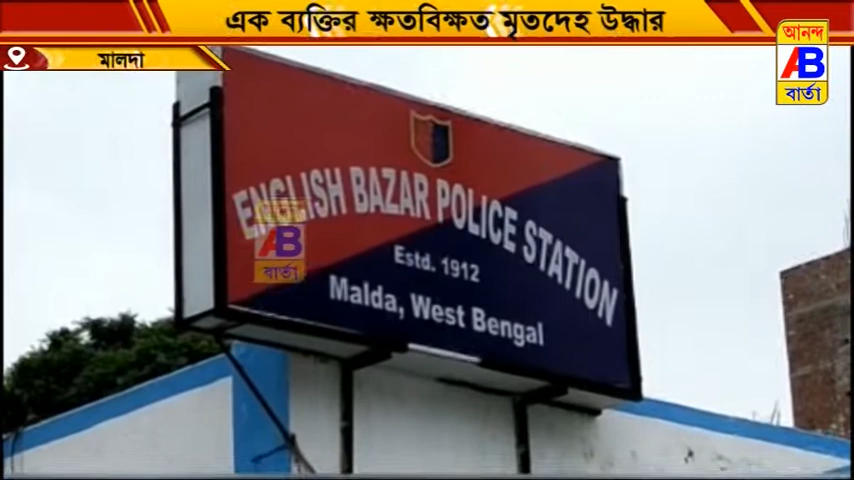 এক ব্যক্তির ক্ষতবিক্ষত মৃতদেহ উদ্ধার
মালদা
আনন্দ
AB
বার্তা
ENGLISH BAZAR POLICE STATION
Estd. 1912
Malda, West Bengal
AB
বার্তা